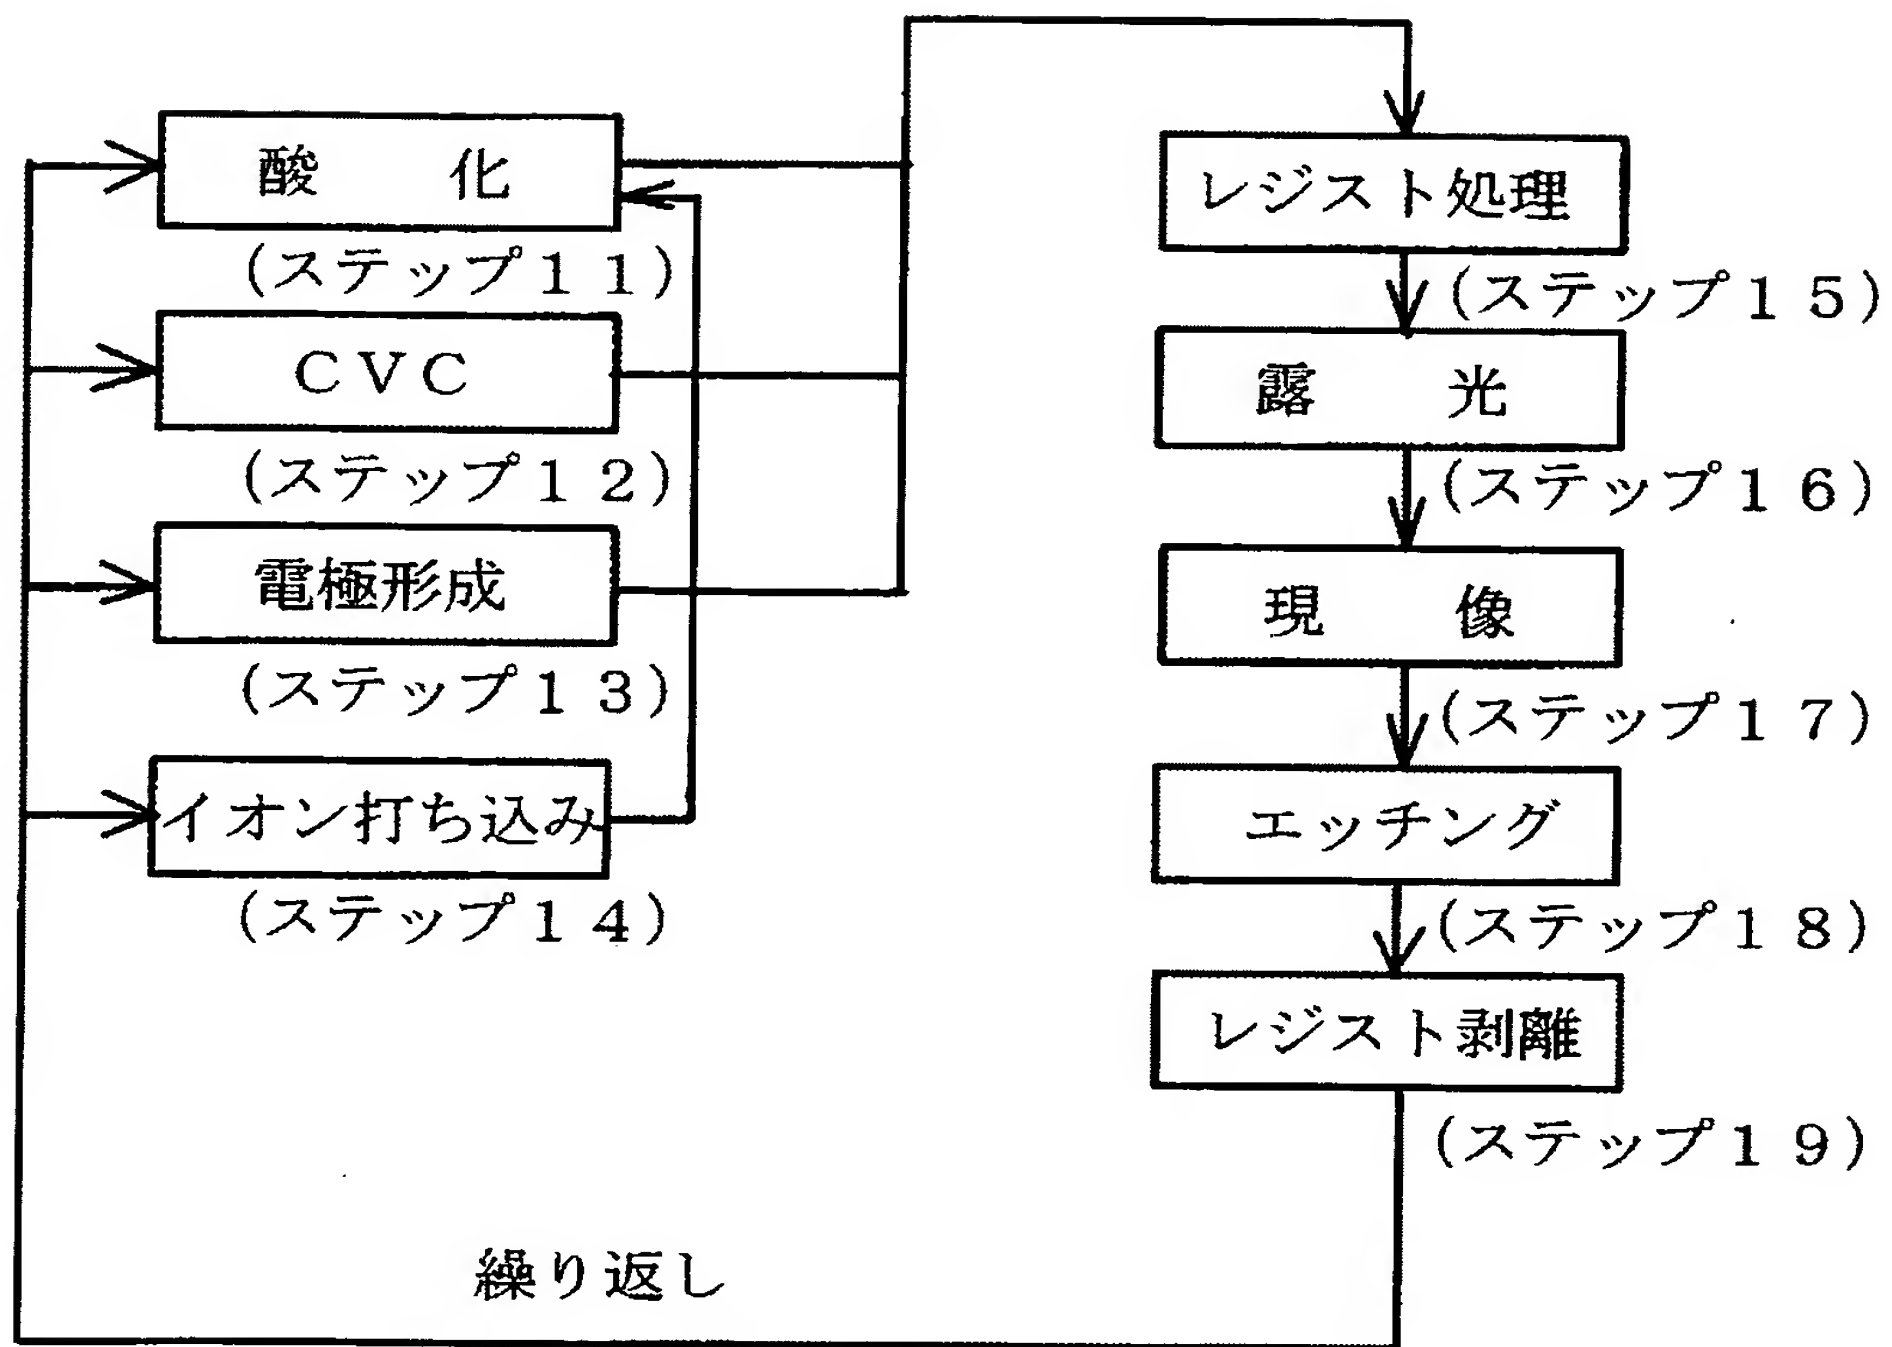 酸　化
(ステップ１１)
ＣＶＣ
(ステップ１２)
電極形成
(ステップ１３)
イオン打ち込み
(ステップ１４)
レジスト処理
(ステップ１５)
露　光
(ステップ１６)
現　像
(ステップ１７)
エッチング
(ステップ１８)
レジスト剥離
(ステップ１９)
繰り返し